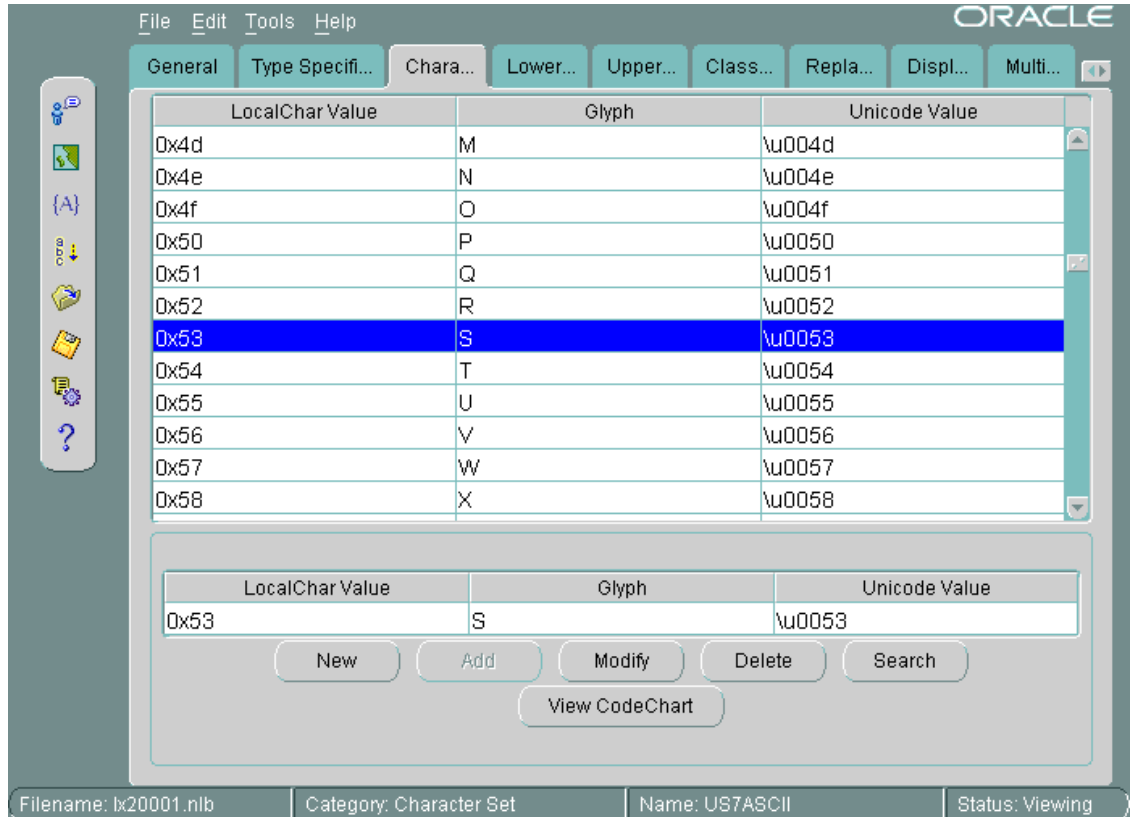 File Edit Tools Help ORACLE
General Type Specifi... Chara... Lower... Upper... Class... Repla... Displ... Multi...
LocalChar Value Glyph Unicode Value
0x4d M \u004d
0x4e N \u004e
0x4f O \u004f
0x50 P \u0050
0x51 Q \u0051
0x52 R \u0052
0x53 S \u0053
0x54 T \u0054
0x55 U \u0055
0x56 V \u0056
0x57 W \u0057
0x58 X \u0058
{A}
a
b
c
?
LocalChar Value Glyph Unicode Value
0x53 S \u0053
New Add Modify Delete Search
View CodeChart
Filename: lx20001.nlb Category: Character Set Name: US7ASCII Status: Viewing